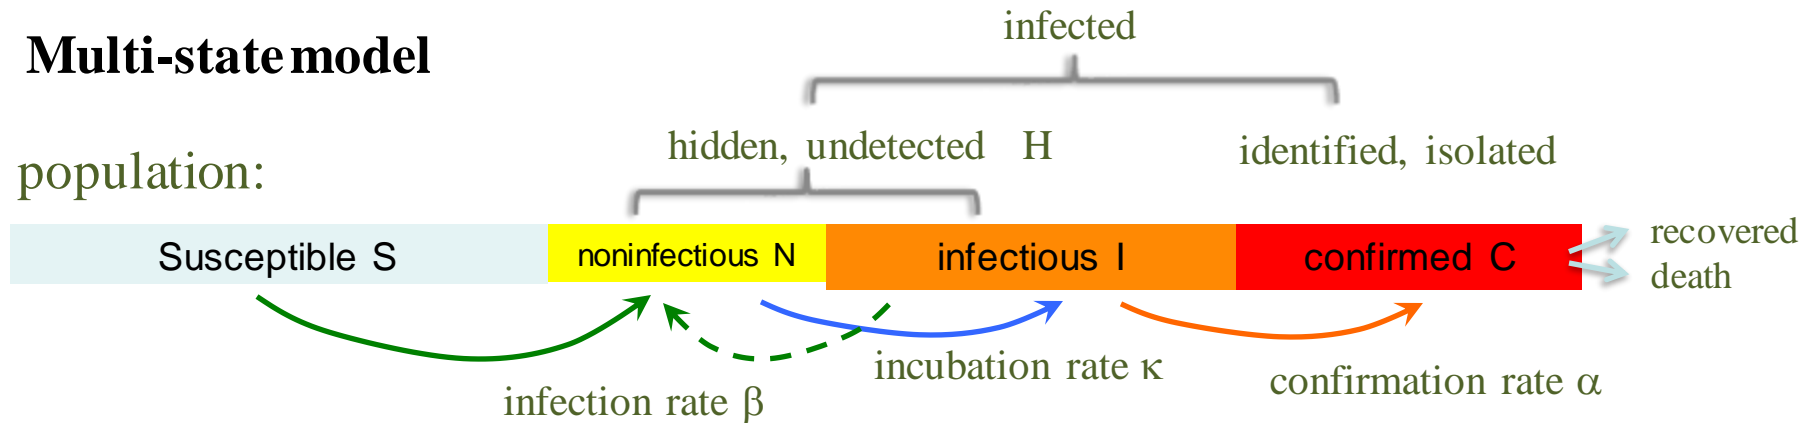 Multi-state model
infected
hidden, undetected H
identified, isolated
population:
Susceptible S
noninfectious N
infectious I
confirmed C
recovered
death
infection rate β
incubation rate κ
confirmation rate α